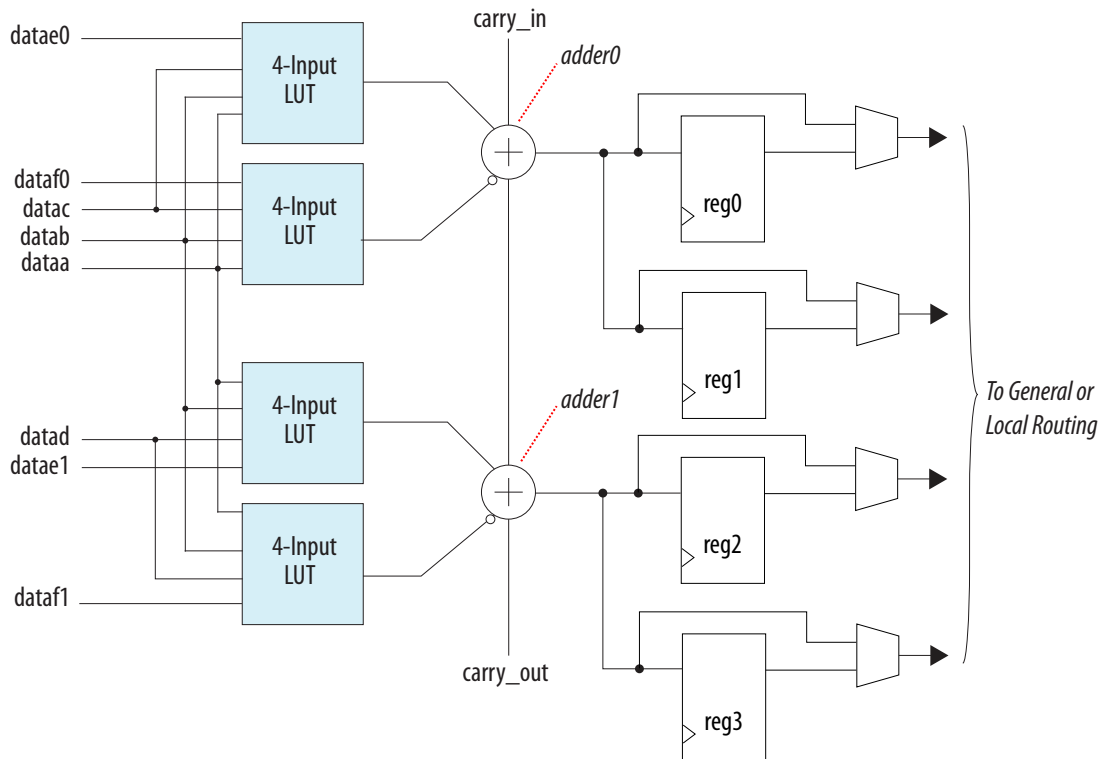 carry_in
datae0
adder0
4-Input
LUT
dataf0
datac
datab
dataa
4-Input
LUT
reg0
reg1
4-Input
LUT
adder1
To General or
Local Routing
datad
datae1
4-Input
LUT
reg2
dataf1
carry_out
reg3